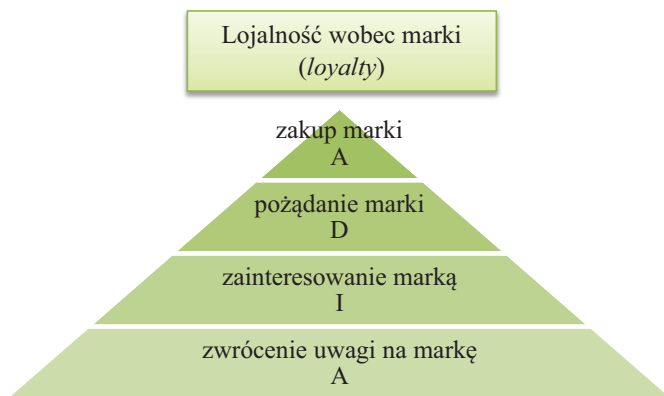 Lojalność wobec marki
(loyalty)
zakup marki
A
pożądanie marki
D
zainteresowanie marką
I
zwrócenie uwagi na markę
A